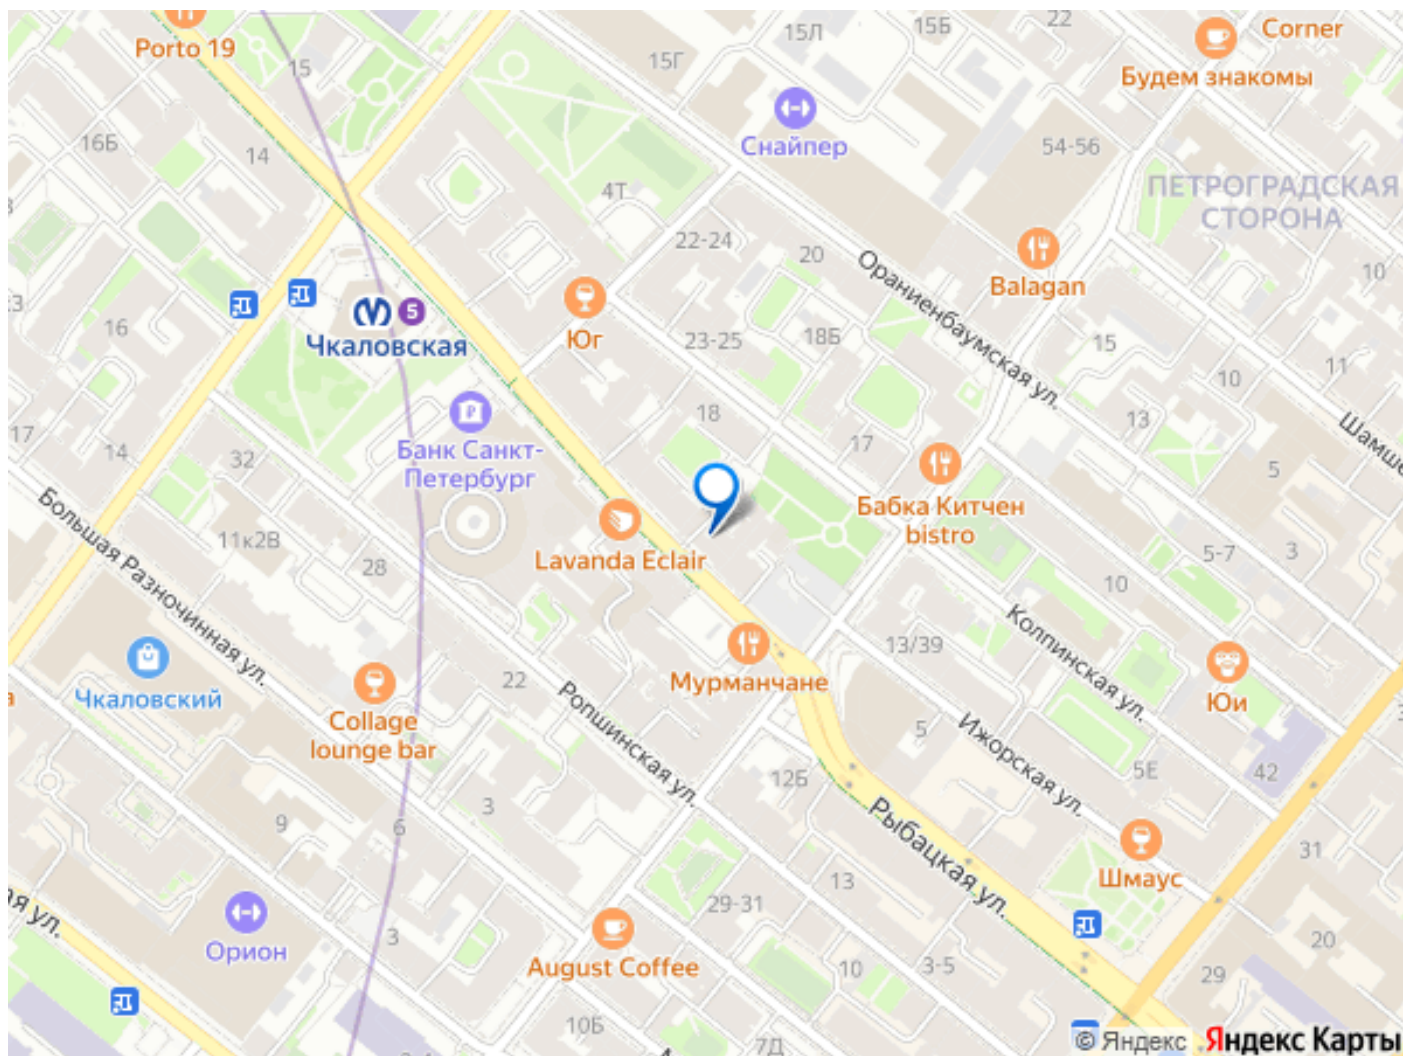 Porto 19
15
15Г
15Л
15Б
22
Corner
Будем знакомы
Снайпер
16Б
14
54-56
4Т
ПЕТРОГРАДСКАЯ
СТОРОНА
22-24
20
Ораниенбаумская ул.
Balagan
10
5
Чкаловская
16
Юг
23-25
18Б
15
11
10
13
Шамше
18
17
17
14
32
Банк Санкт-
Петербург
5
Бабка Китчен
bistro
Большая Разночинная ул.
11к2В
28
Lavanda Eclair
5-7
3
10
Колпинская ул.
13/39
Чкаловский
22
Ропшинская ул.
Мурманчане
Юи
Collage
lounge bar
5
Ижорская ул.
5Е
42
12Б
3
9
6
Рыбацкая ул.
31
Шмаус
13
29-31
ая ул.
Орион
3
August Coffee
10
3-5
20
29
10Б
7Д
© Яндекс
Яндекс Карты